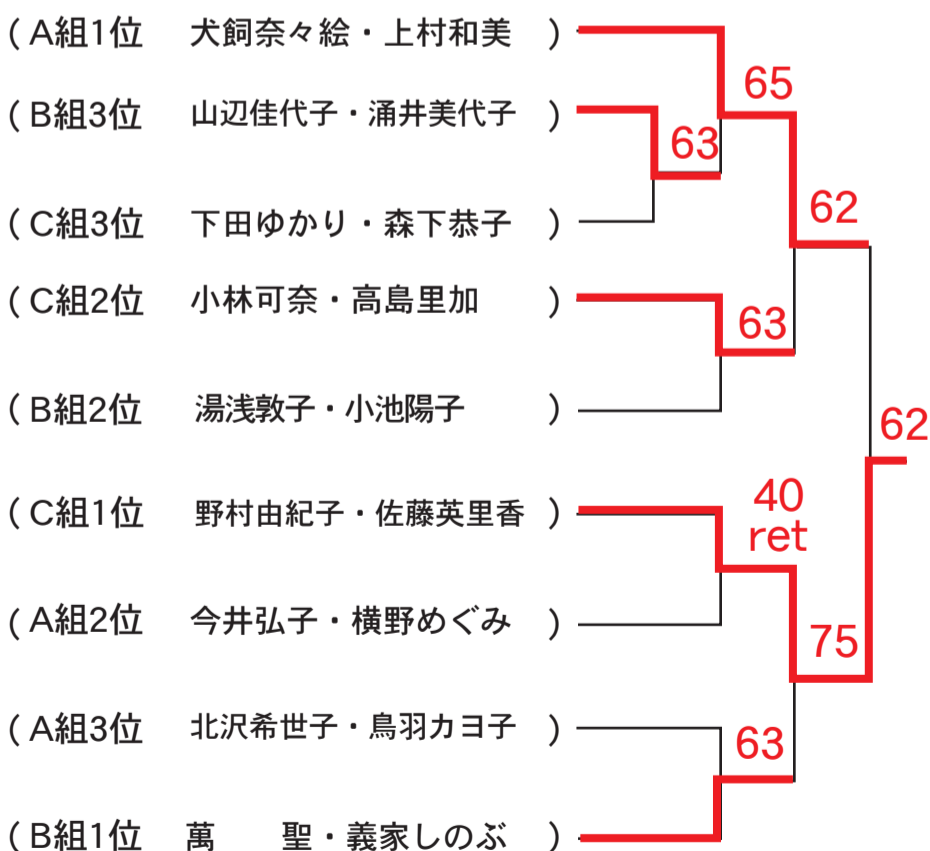 (A組1位 犬飼奈々絵・上村和美 )
65
(B組3位 山辺佳代子・涌井美代子 )
63
62
(C組3位 下田ゆかり・森下恭子 )
(C組2位 小林可奈・高島里加 )
63
(B組2位 湯浅敦子・小池陽子 )
62
(C組1位 野村由紀子・佐藤英里香 )
40
ret
(A組2位 今井弘子・横野めぐみ )
75
(A組3位 北沢希世子・鳥羽カヨ子 )
63
(B組1位 萬 聖・義家しのぶ )